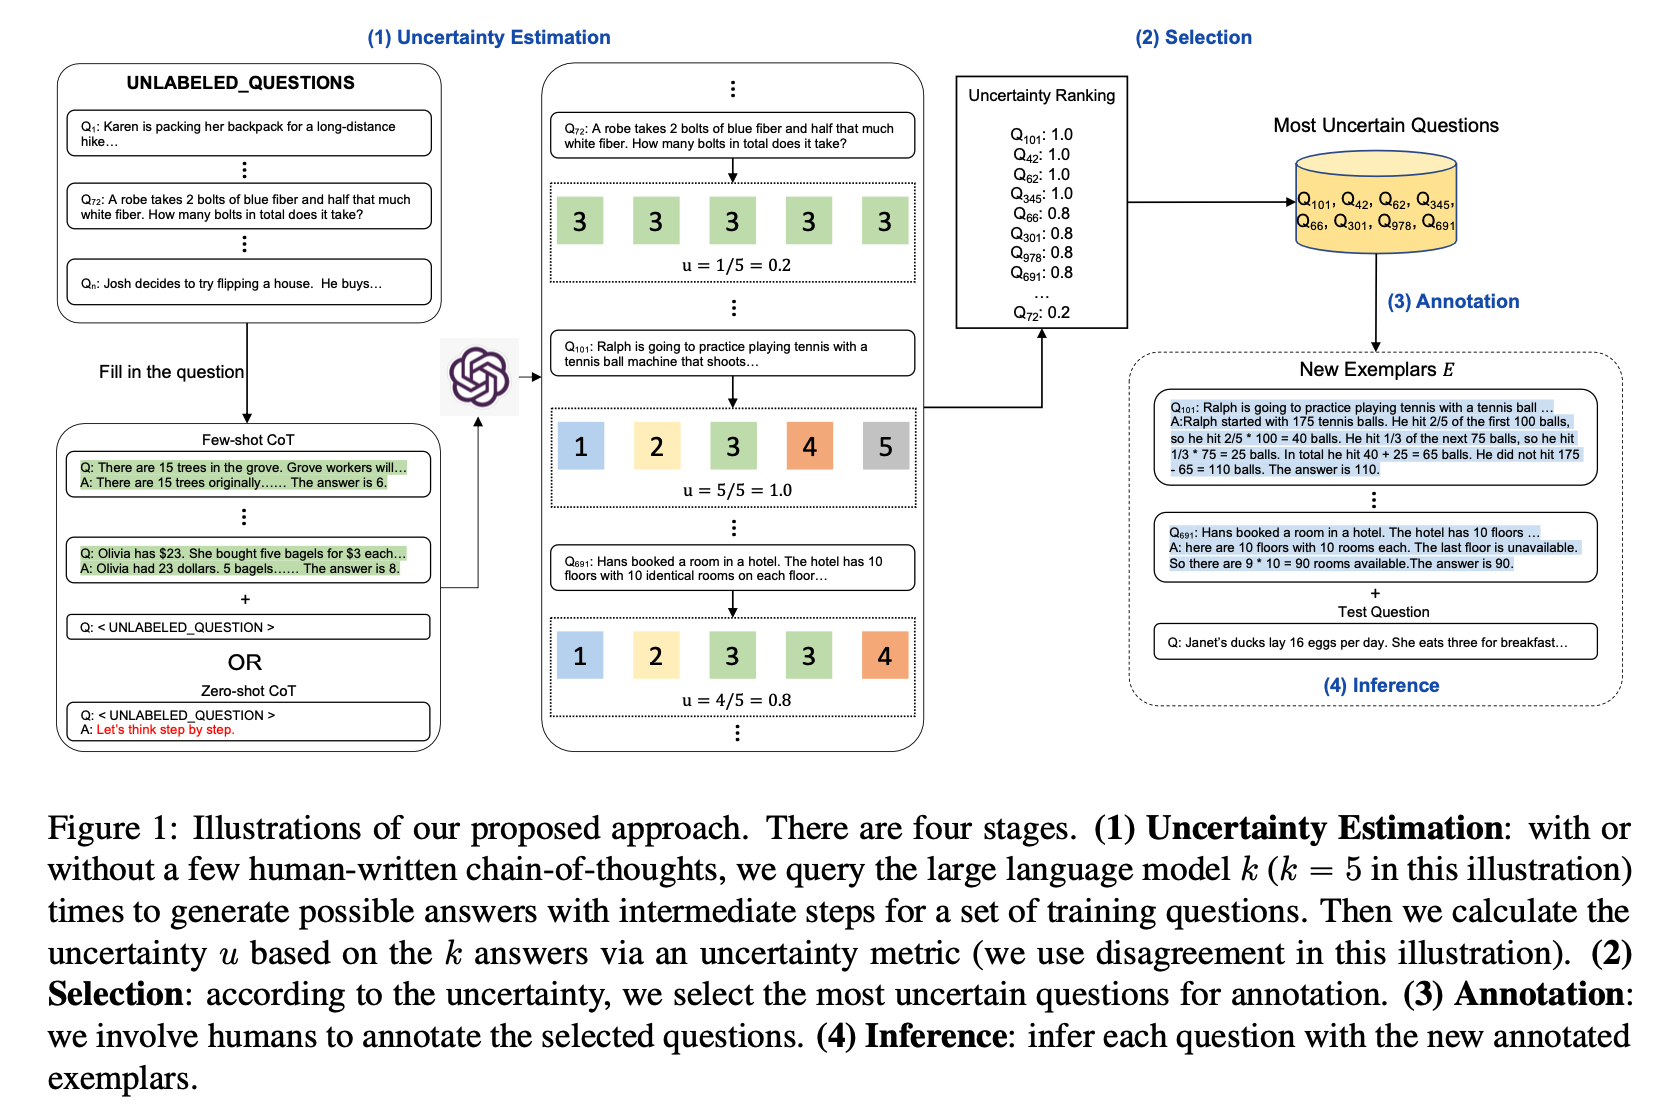 (1) Uncertainty Estimation
UNLABELED_QUESTIONS
Q1: Karen is packing her backpack for a long-distance
hike…
⋮
Q72: A robe takes 2 bolts of blue fiber and half that much
white fiber. How many bolts in total does it take?
⋮
Qn: Josh decides to try flipping a house.  He buys…
Fill in the question
Few-shot CoT
Q: There are 15 trees in the grove. Grove workers will…
A: There are 15 trees originally…… The answer is 6.
⋮
Q: Olivia has $23. She bought five bagels for $3 each…
A: Olivia had 23 dollars. 5 bagels…… The answer is 8.
+
Q: < UNLABELED_QUESTION >
OR
Zero-shot CoT
Q: < UNLABELED_QUESTION >
A: Let's think step by step.
⋮
Q72: A robe takes 2 bolts of blue fiber and half that much
white fiber. How many bolts in total does it take?
3 3 3 3 3
u = 1/5 = 0.2
⋮
Q101: Ralph is going to practice playing tennis with a
tennis ball machine that shoots…
1 2 3 4 5
u = 5/5 = 1.0
⋮
Q691: Hans booked a room in a hotel. The hotel has 10
floors with 10 identical rooms on each floor…
1 2 3 3 4
u = 4/5 = 0.8
⋮
(2) Selection
Uncertainty Ranking
Q101: 1.0
Q42: 1.0
Q62: 1.0
Q345: 1.0
Q66: 0.8
Q301: 0.8
Q978: 0.8
Q691: 0.8
…
Q72: 0.2
Most Uncertain Questions
Q101, Q42, Q62, Q345,
Q66, Q301, Q978, Q691
(3) Annotation
New Exemplars E
Q101: Ralph is going to practice playing tennis with a tennis ball …
A:Ralph started with 175 tennis balls. He hit 2/5 of the first 100 balls,
so he hit 2/5 * 100 = 40 balls. He hit 1/3 of the next 75 balls, so he hit
1/3 * 75 = 25 balls. In total he hit 40 + 25 = 65 balls. He did not hit 175
- 65 = 110 balls. The answer is 110.
⋮
Q691: Hans booked a room in a hotel. The hotel has 10 floors …
A: here are 10 floors with 10 rooms each. The last floor is unavailable.
So there are 9 * 10 = 90 rooms available.The answer is 90.
+
Test Question
Q: Janet's ducks lay 16 eggs per day. She eats three for breakfast…
(4) Inference
Figure 1: Illustrations of our proposed approach. There are four stages. (1) Uncertainty Estimation: with or
without a few human-written chain-of-thoughts, we query the large language model k (k = 5 in this illustration)
times to generate possible answers with intermediate steps for a set of training questions. Then we calculate the
uncertainty u based on the k answers via an uncertainty metric (we use disagreement in this illustration). (2)
Selection: according to the uncertainty, we select the most uncertain questions for annotation. (3) Annotation:
we involve humans to annotate the selected questions. (4) Inference: infer each question with the new annotated
exemplars.